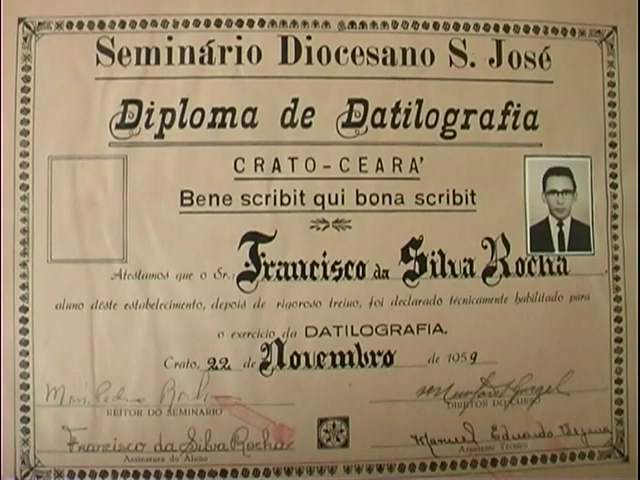 Seminário Diocesano S. José
Diploma de Datilografia
CRATO-CEARA'
Bene scribit qui bona scribit
Atestamos que o Sr. Francisco da Silva Rocha
aluno dêste estabelecimento, depois de rigoroso treino, foi declarado técnicamente habilitado para
o exercício da DATILOGRAFIA.
Crato, 22 de Novembro de 1959
REITOR DO SEMINÁRIO
DIRETOR DO CURSO
Francisco da Silva Rocha
Manuel Eduardo
Assinatura do Aluno
Assistente Técnico